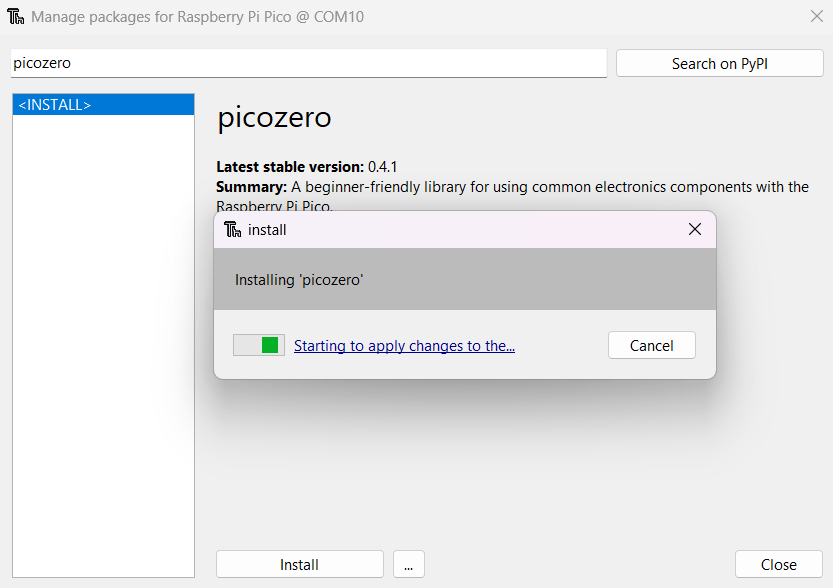 Manage packages for Raspberry Pi Pico @ COM10
picozero
Search on PyPI
<INSTALL>
picozero
Latest stable version: 0.4.1
Summary: A beginner-friendly library for using common electronics components with the
Raspberry Pi Pico.
Th install
Installing 'picozero'
Starting to apply changes to the...
Cancel
Install
...
Close